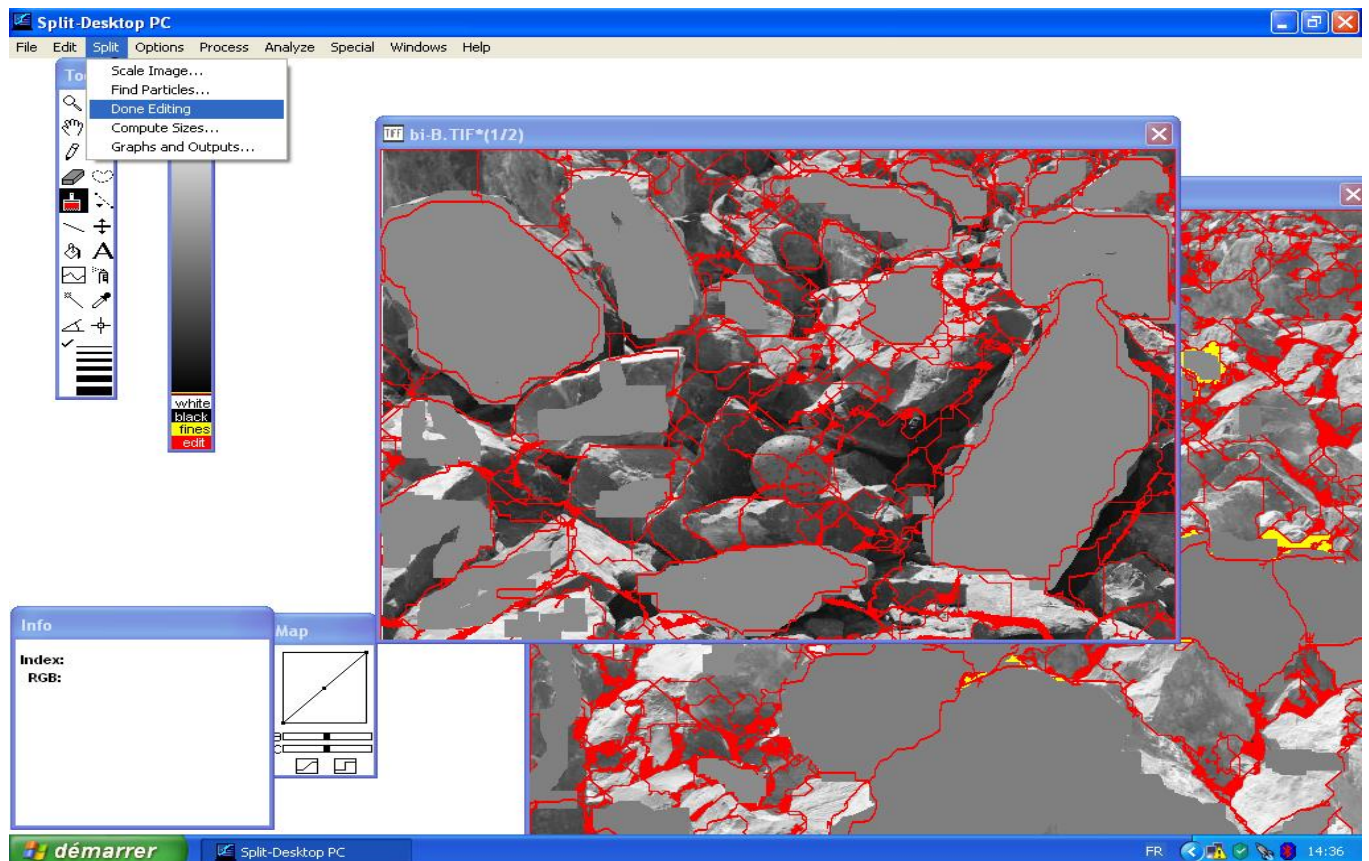 Split-Desktop PC
File Edit Split Options Process Analyze Special Windows Help
Scale Image...
Find Particles...
Done Editing
Compute Sizes...
Graphs and Outputs...
A
white
black
fines
edit
TIFF bi-B.TIF*(1/2)
Info
Index:
RGB:
Map
démarrer
Split-Desktop PC
FR
14:36